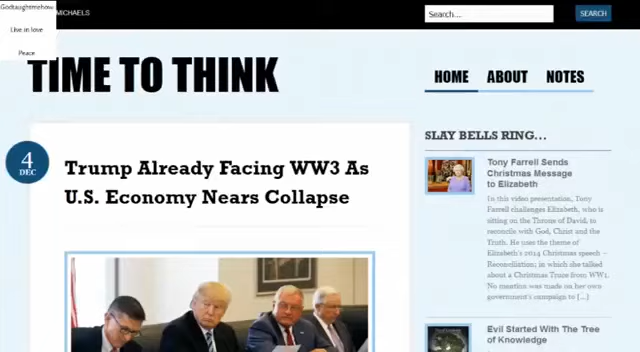 Godtaughtmehow
Live in love
Peace
MICHAELS
Search...
SEARCH
TIME TO THINK
HOME ABOUT NOTES
4
DEC
Trump Already Facing WW3 As
U.S. Economy Nears Collapse
SLAY BELLS RING...
Tony Farrell Sends
Christmas Message
to Elizabeth
In this video presentation, Tony
Farrell challenges Elizabeth, who is
sitting on the Throne of David, to
reconcile with God, Christ and the
Truth. He uses the theme of
Elizabeth's 2014 Christmas speech –
Reconciliation; in which she talked
about a Christmas Truce from WW1.
No mention was made on her own
government's campaign to [...]
Evil Started With The Tree
of Knowledge